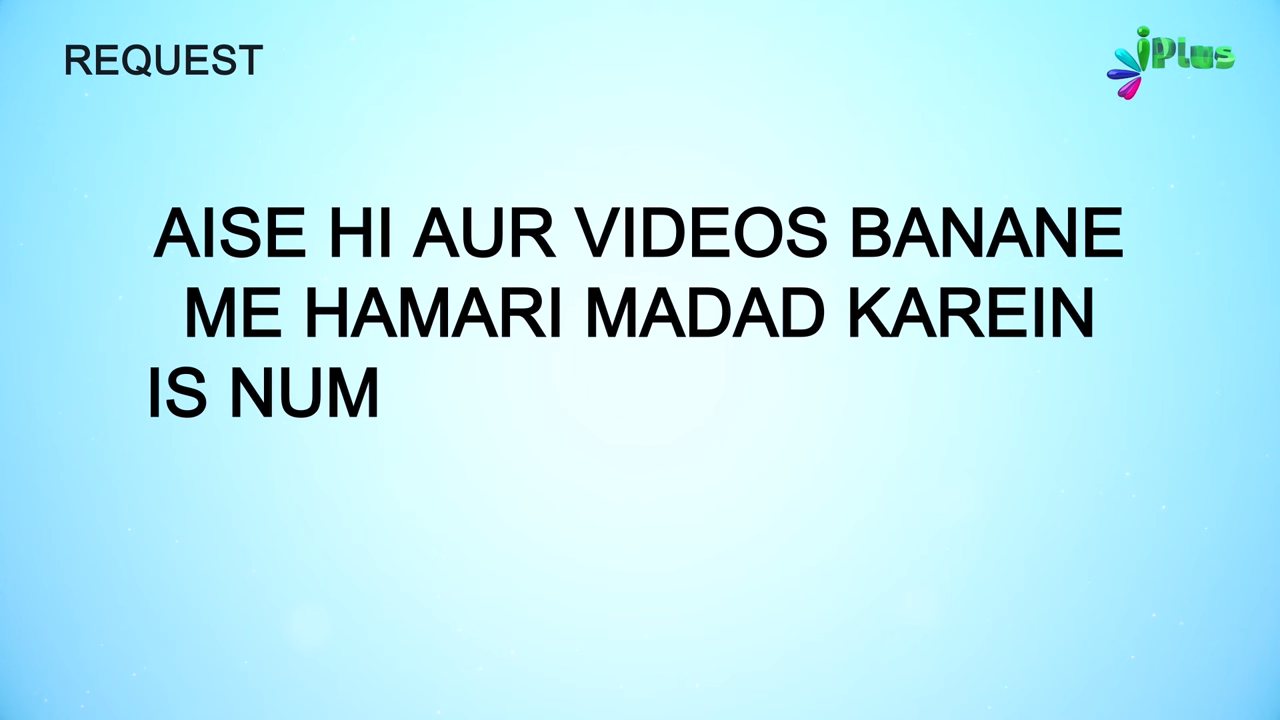 REQUEST
iPlus
AISE HI AUR VIDEOS BANANE
ME HAMARI MADAD KAREIN
IS NUM